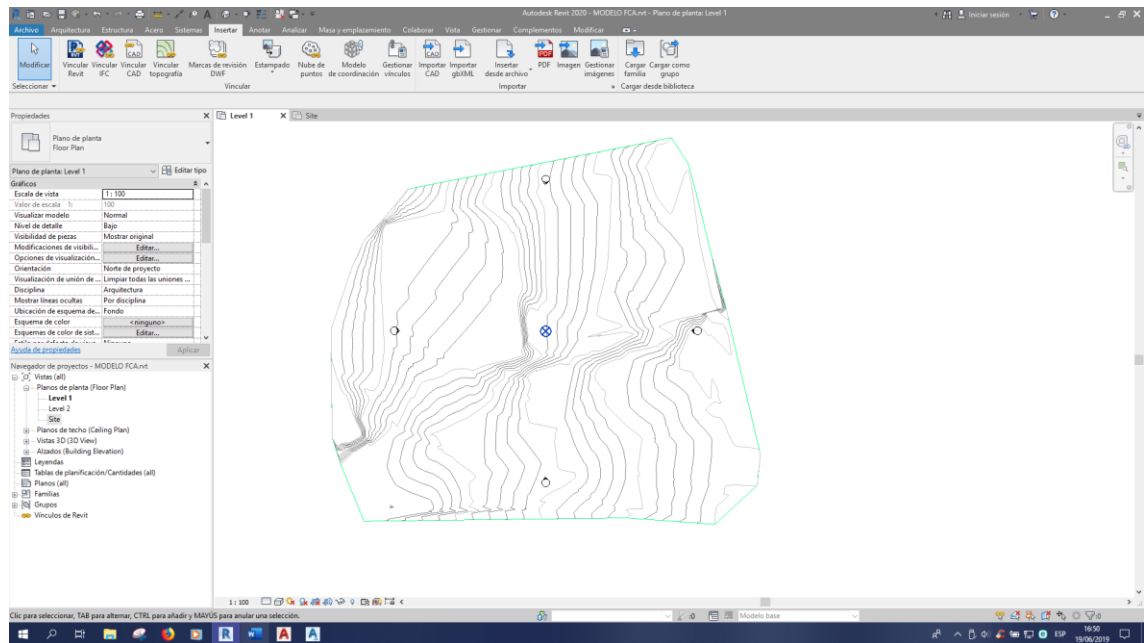 Autodesk Revit 2020 - MODELO FCA.rvt - Plano de planta: Level 1
Iniciar sesión
Archivo Arquitectura Estructura Acero Sistemas Insertar Anotar Analizar Masa y emplazamiento Colaborar Vista Gestionar Complementos Modificar
Modificar
Vincular Revit
Vincular IFC
Vincular CAD
Vincular topografía
Marcas de revisión DWF
Estampado
Nube de puntos
Modelo de coordinación
Gestionar vínculos
Importar CAD
Importar gbXML
Insertar desde archivo
PDF
Imagen
Gestionar imágenes
Cargar familia
Cargar como grupo
Seleccionar Vincular Importar Cargar desde biblioteca
Propiedades
Level 1
Site
Plano de planta
Floor Plan
Plano de planta: Level 1 Editar tipo
Gráficos
Escala de vista 1 : 100
Valor de escala 1: 100
Visualizar modelo Normal
Nivel de detalle Bajo
Visibilidad de piezas Mostrar original
Modificaciones de visibili... Editar...
Opciones de visualización... Editar...
Orientación Norte de proyecto
Visualización de unión de ... Limpiar todas las uniones ...
Disciplina Arquitectura
Mostrar líneas ocultas Por disciplina
Ubicación de esquema de... Fondo
Esquema de color <ninguno>
Esquemas de color de sist... Editar...
Ayuda de propiedades Aplicar
Navegador de proyectos - MODELO FCA.rvt
Vistas (all)
Planos de planta (Floor Plan)
Level 1
Level 2
Site
Planos de techo (Ceiling Plan)
Vistas 3D (3D View)
Alzados (Building Elevation)
Leyendas
Tablas de planificación/Cantidades (all)
Planos (all)
Familias
Grupos
Vínculos de Revit
1 : 100
Clic para seleccionar, TAB para alternar, CTRL para añadir y MAYÚS para anular una selección.
:0
Modelo base
:0
ESP
16:50
19/06/2019